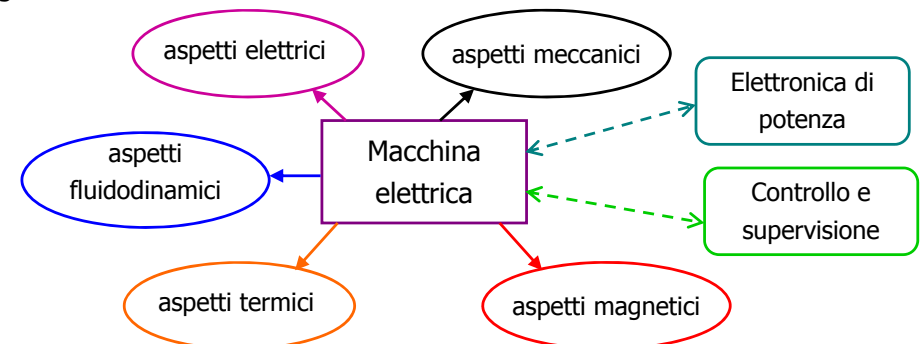 aspetti elettrici
aspetti meccanici
Elettronica di
potenza
aspetti
fluidodinamici
Macchina
elettrica
Controllo e
supervisione
aspetti termici
aspetti magnetici